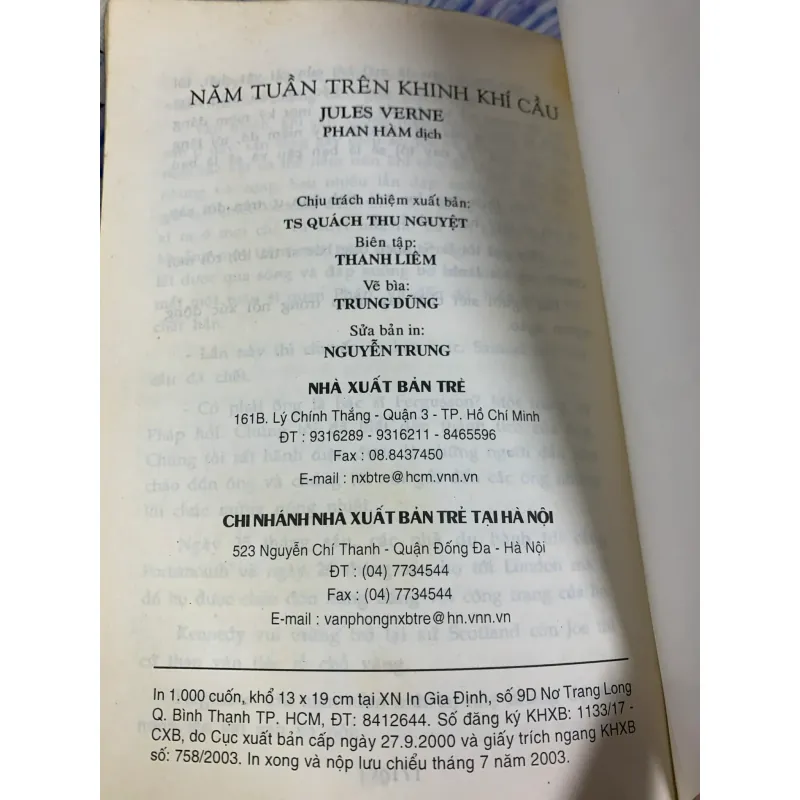 NĂM TUẦN TRÊN KHINH KHÍ CẦU
JULES VERNE
PHAN HÀM dịch
Chịu trách nhiệm xuất bản:
TS QUÁCH THU NGUYỆT
Biên tập:
THANH LIÊM
Vẽ bìa:
TRUNG DŨNG
Sửa bản in:
NGUYỄN TRUNG
NHÀ XUẤT BẢN TRẺ
161B. Lý Chính Thắng - Quận 3 - TP. Hồ Chí Minh
ĐT : 9316289 - 9316211 - 8465596
Fax : 08.8437450
E-mail : nxbtre@hcm.vnn.vn
CHI NHÁNH NHÀ XUẤT BẢN TRẺ TẠI HÀ NỘI
523 Nguyễn Chí Thanh - Quận Đống Đa - Hà Nội
ĐT : (04) 7734544
Fax : (04) 7734544
E-mail : vanphongnxbtre@hn.vnn.vn
In 1.000 cuốn, khổ 13 x 19 cm tại XN In Gia Định, số 9D Nơ Trang Long
Q. Bình Thạnh TP. HCM, ĐT: 8412644. Số đăng ký KHXB: 1133/17 -
CXB, do Cục xuất bản cấp ngày 27.9.2000 và giấy trích ngang KHXB
số: 758/2003. In xong và nộp lưu chiểu tháng 7 năm 2003.